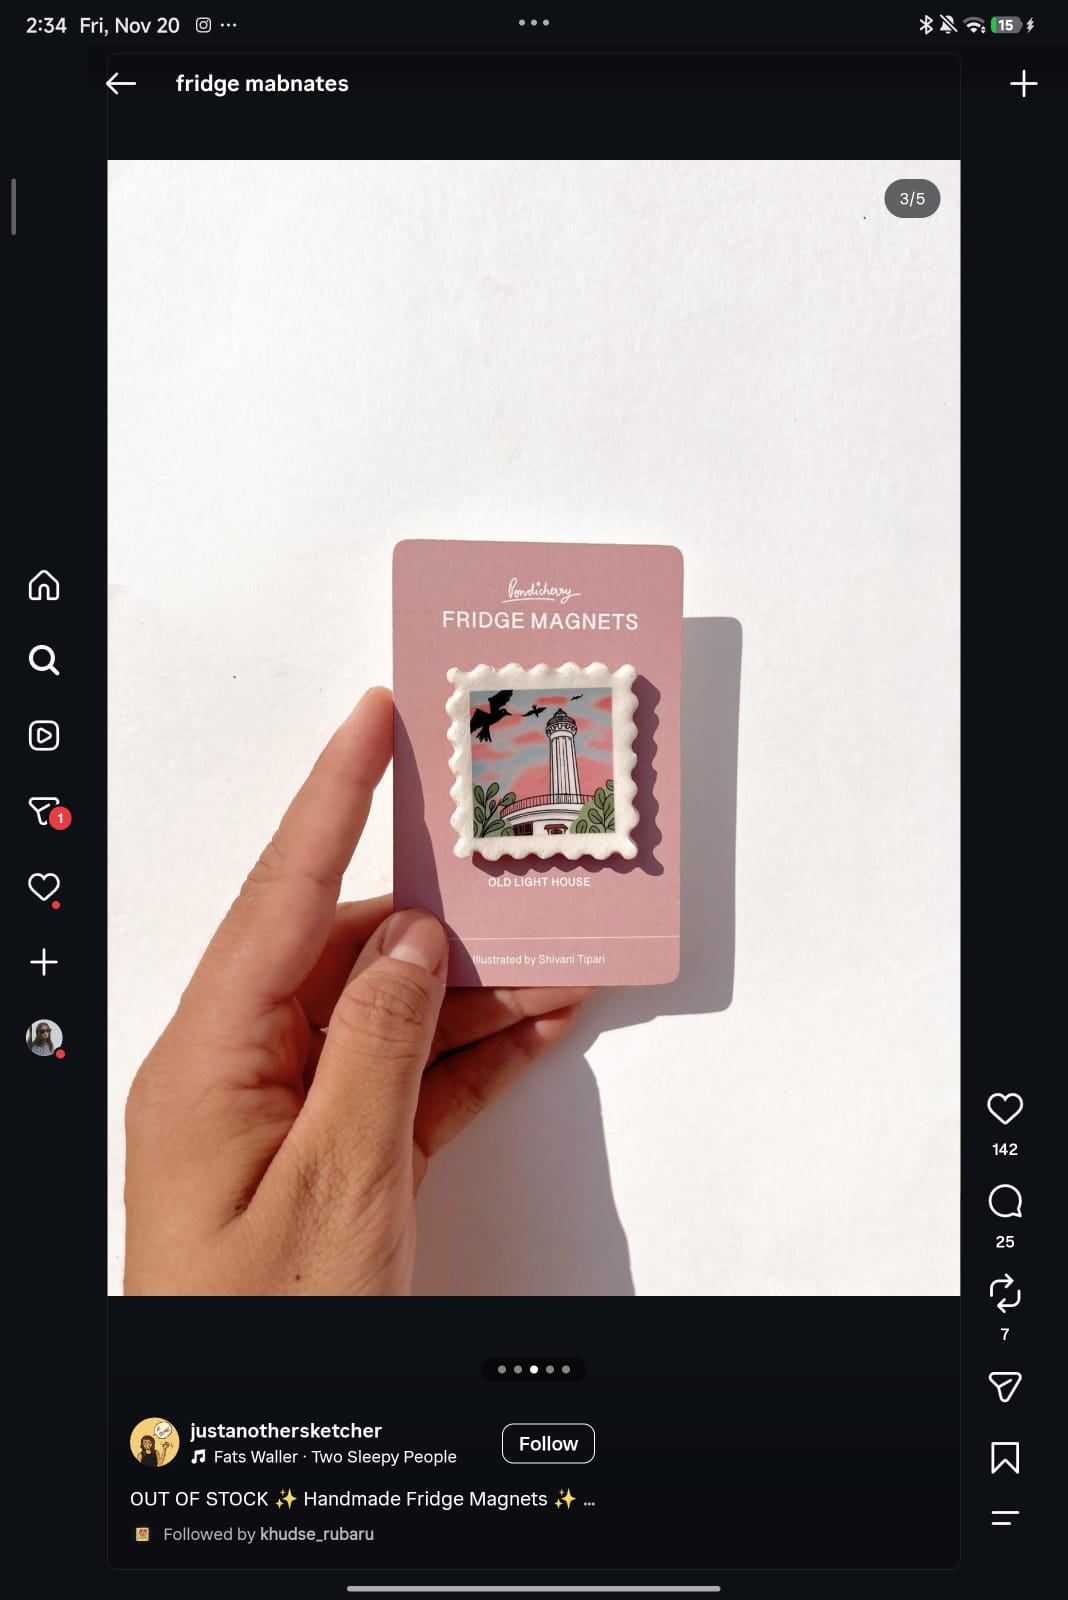 2:34 Fri, Nov 20
15
fridge mabnates
3/5
Pondicherry
FRIDGE MAGNETS
OLD LIGHT HOUSE
Illustrated by Shivani Tipari
1
142
25
7
justanothersketcher
Fats Waller · Two Sleepy People
Follow
OUT OF STOCK ✨ Handmade Fridge Magnets ✨ ...
Followed by khudse_rubaru